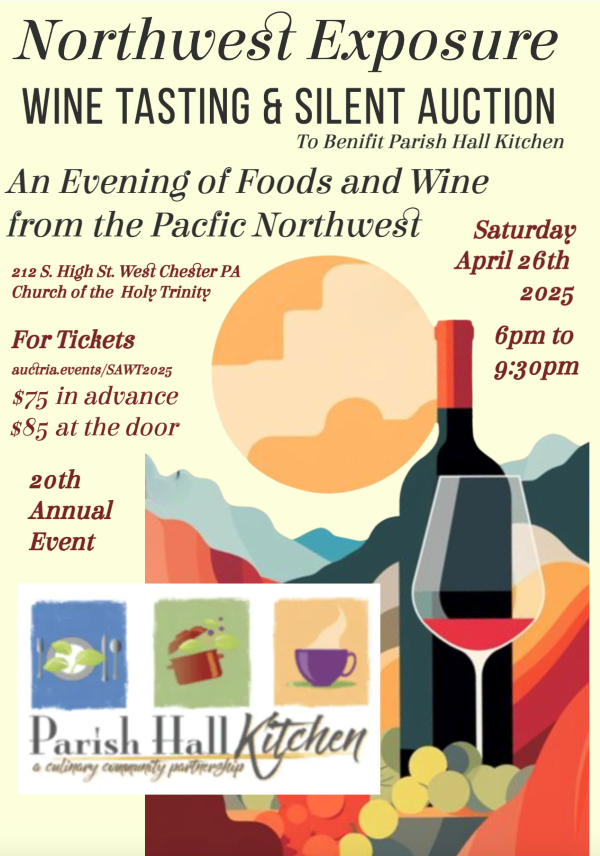 Northwest Exposure
WINE TASTING & SILENT AUCTION
To Benifit Parish Hall Kitchen
An Evening of Foods and Wine
from the Pacfic Northwest
Saturday
April 26th
2025
212 S. High St. West Chester PA
Church of the Holy Trinity
6pm to
9:30pm
For Tickets
auctria.events/SAWT2025
$75 in advance
$85 at the door
20th
Annual
Event
Parish Hall Kitchen
a culinary community partnership